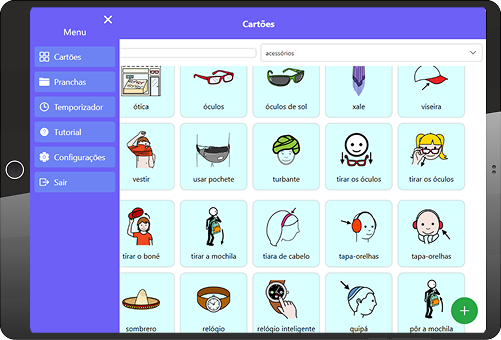 Menu
Cartões
Cartões
Pranchas
Temporizador
Tutorial
Configurações
Sair
acessórios
ótica
óculos
óculos de sol
xale
viseira
vestir
usar pochete
turbante
tirar os óculos
tirar os óculos
tirar o boné
tirar a mochila
tiara de cabelo
tapa-orelhas
tapa-orelhas
sombrero
relógio
relógio inteligente
quipá
pôr a mochila